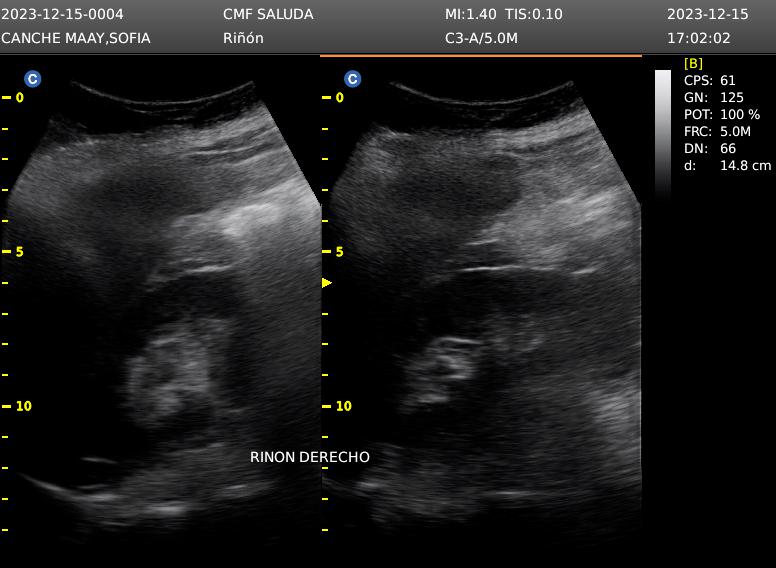 2023-12-15-0004 CMF SALUDA MI:1.40 TIS:0.10 2023-12-15
CANCHE MAAY,SOFIA Riñón C3-A/5.0M 17:02:02
C C
[B]
CPS: 61
GN: 125
POT: 100 %
FRC: 5.0M
DN: 66
d: 14.8 cm
0 0
5 5
10 10
RINON DERECHO